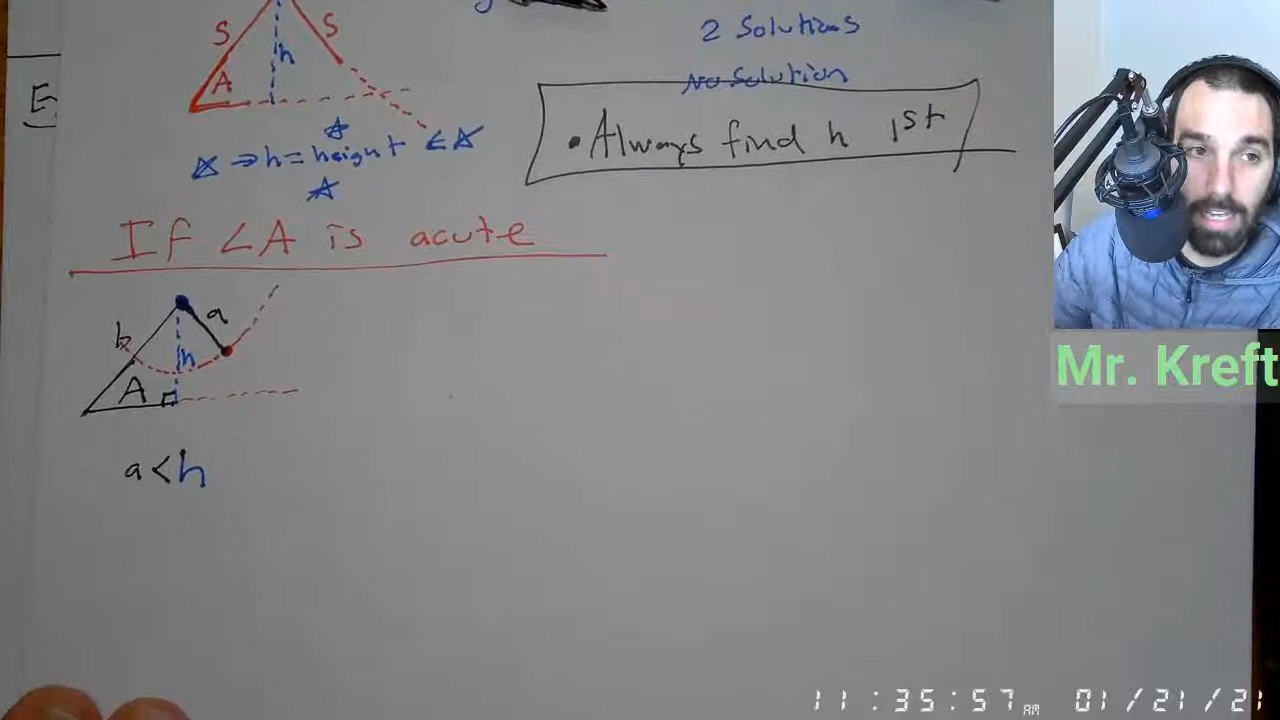 S S
h
A
2 Solutions
No Solution
E
• Always find h 1st
☆ → h = height ∠☆
If ∠A is acute
b a
h
A
a < h
Mr. Kreft
11:35:57 AM 01/21/21